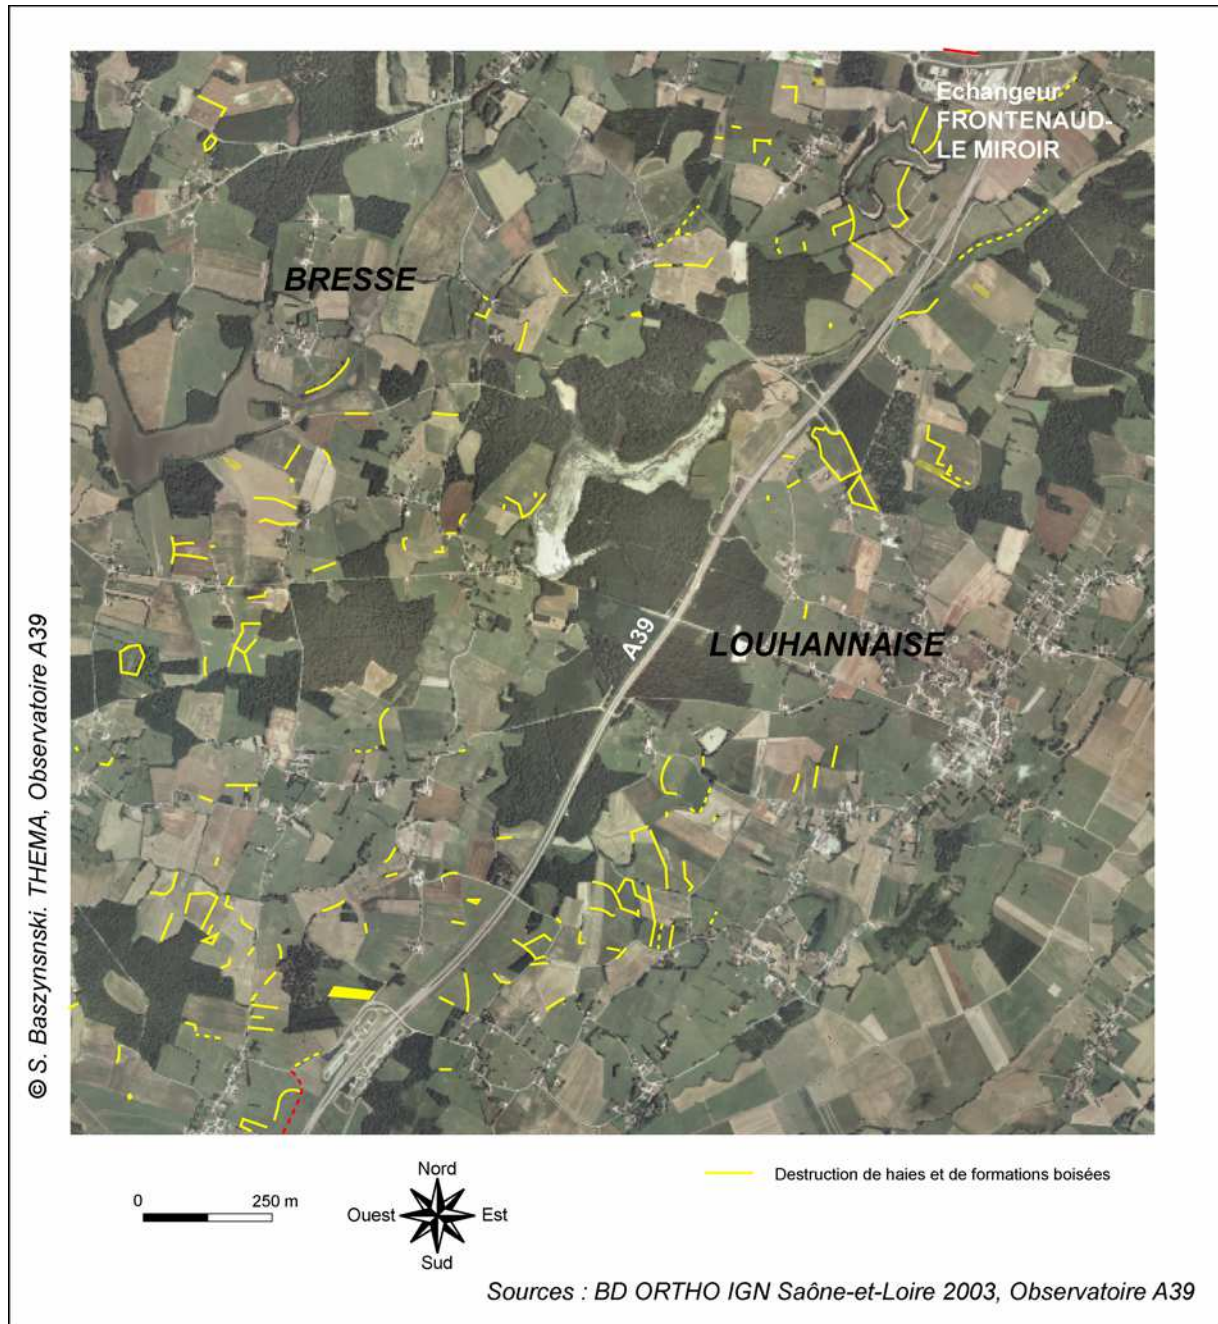 Echangeur
FRONTENAUD-
LE MIROIR
BRESSE
A39
LOUHANNAISE
© S. Baszynsnski. THEMA, Observatoire A39
0 250 m
Nord
Ouest Est
Sud
Destruction de haies et de formations boisées
Sources : BD ORTHO IGN Saône-et-Loire 2003, Observatoire A39